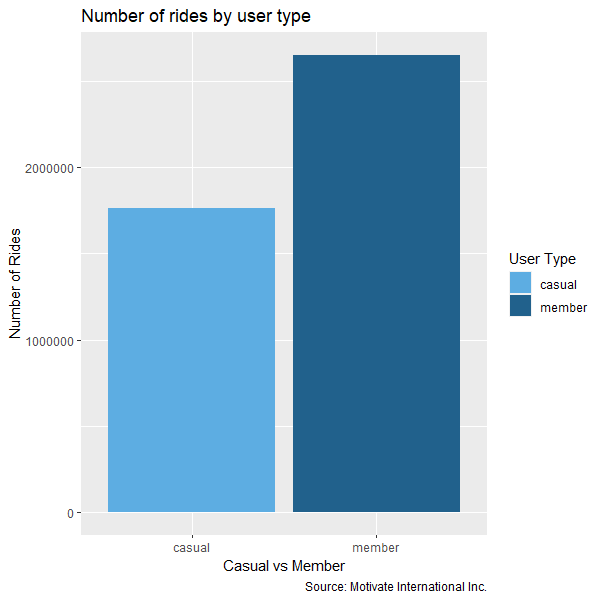 Number of rides by user type
Number of Rides
2000000
1000000
0
casual
member
Casual vs Member
User Type
casual
member
Source: Motivate International Inc.